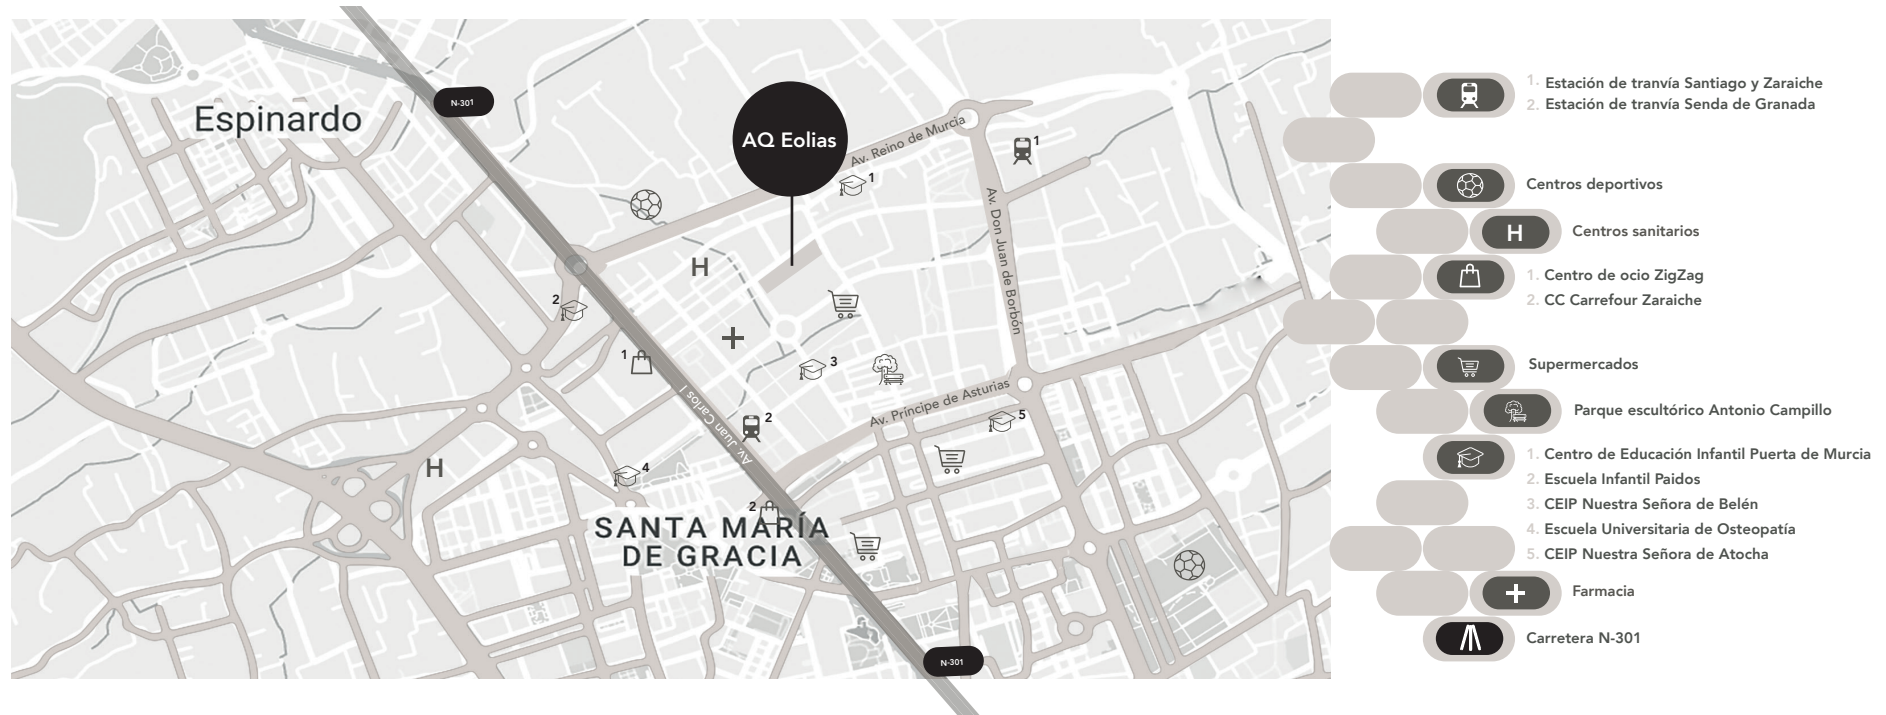 Espinardo
N-301
AQ Eolias
Av. Reino de Murcia
1
1
Av. Don Juan de Borbón
H
2
1
3
Av. Juan Carlos I
2
Av. Príncipe de Asturias
5
H
4
2
SANTA MARÍA
DE GRACIA
N-301
1. Estación de tranvía Santiago y Zaraiche
2. Estación de tranvía Senda de Granada
Centros deportivos
H Centros sanitarios
1. Centro de ocio ZigZag
2. CC Carrefour Zaraiche
Supermercados
Parque escultórico Antonio Campillo
1. Centro de Educación Infantil Puerta de Murcia
2. Escuela Infantil Paidos
3. CEIP Nuestra Señora de Belén
4. Escuela Universitaria de Osteopatía
5. CEIP Nuestra Señora de Atocha
Farmacia
Carretera N-301